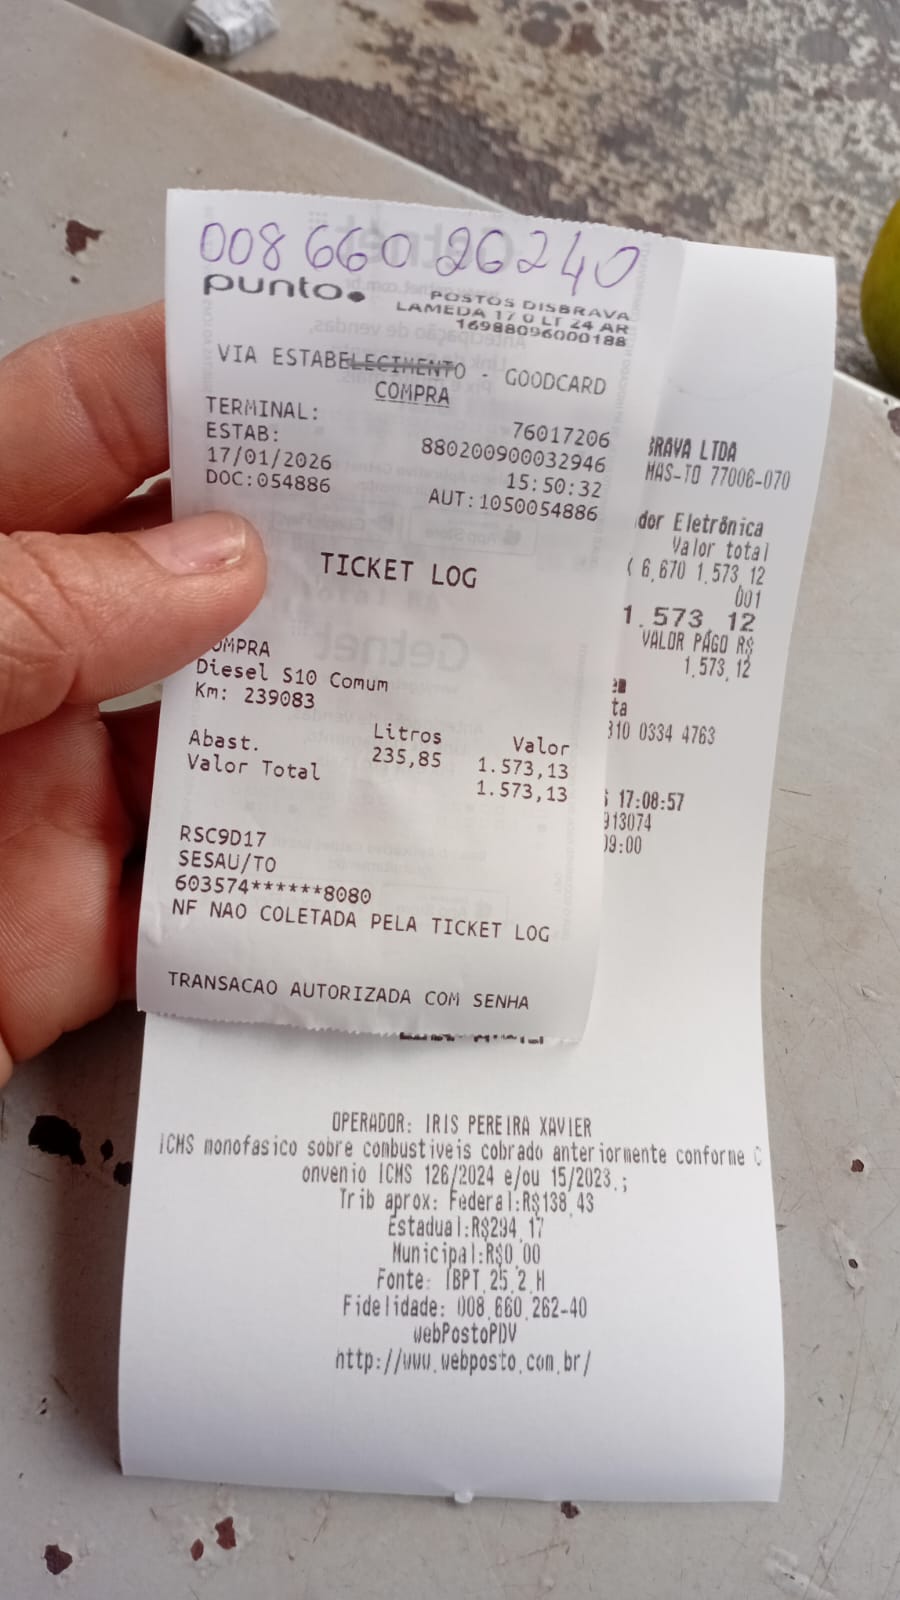 008 660 26240
punto.
POSTOS DISBRAVA
LAMEDA 17 0 LT 24 AR
16988096000188
VIA ESTABELECIMENTO - GOODCARD
COMPRA
TERMINAL: 76017206
ESTAB: 880200900032946
17/01/2026 15:50:32
DOC:054886 AUT:1050054886
TICKET LOG
OMPRA
Diesel S10 Comum
Km: 239083
Litros Valor
Abast. 235,85 1.573,13
Valor Total 1.573,13
RSC9D17
SESAU/TO
603574******8080
NF NAO COLETADA PELA TICKET LOG
TRANSACAO AUTORIZADA COM SENHA
BRAVA LTDA
MAS-TO 77006-070
dor Eletrônica
Valor total
6,670 1.573,12
001
1.573,12
VALOR PAGO R$
1.573,12
ta
310 0334 4763
17:08:57
913074
09:00
OPERADOR: IRIS PEREIRA XAVIER
ICMS monofasico sobre combustiveis cobrado anteriormente conforme C
onvenio ICMS 126/2024 e/ou 15/2023.;
Trib aprox: Federal:R$138,43
Estadual:R$294,17
Municipal:R$0,00
Fonte: IBPT.25.2.H
Fidelidade: 008.660.262-40
webPostoPDV
http://www.webposto.com.br/